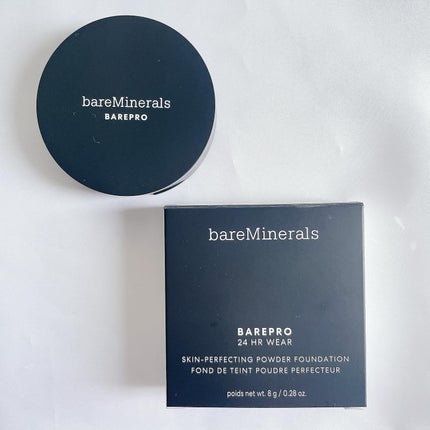 bareMinerals
BAREPRO
bareMinerals
BAREPRO
24 HR WEAR
SKIN-PERFECTING POWDER FOUNDATION
FOND DE TEINT POUDRE PERFECTEUR
poids net wt. 8 g / 0.28 oz.